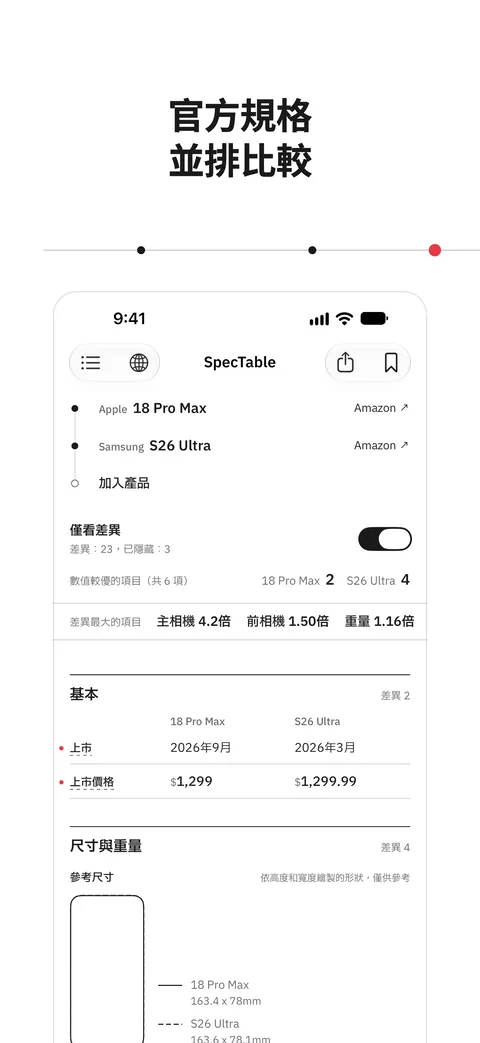 官方規格
並排比較
9:41
SpecTable
Apple 18 Pro Max Amazon ↗
Samsung S26 Ultra Amazon ↗
加入產品
僅看差異
差異：23，已隱藏：3
數值較優的項目（共 6 項） 18 Pro Max 2 S26 Ultra 4
差異最大的項目 主相機 4.2倍 前相機 1.50倍 重量 1.16倍
基本 差異 2
18 Pro Max S26 Ultra
上市 2026年9月 2026年3月
上市價格 $1,299 $1,299.99
尺寸與重量 差異 4
參考尺寸 依高度和寬度繪製的形狀，僅供參考
18 Pro Max
163.4 x 78mm
S26 Ultra
163.6 x 78.1mm